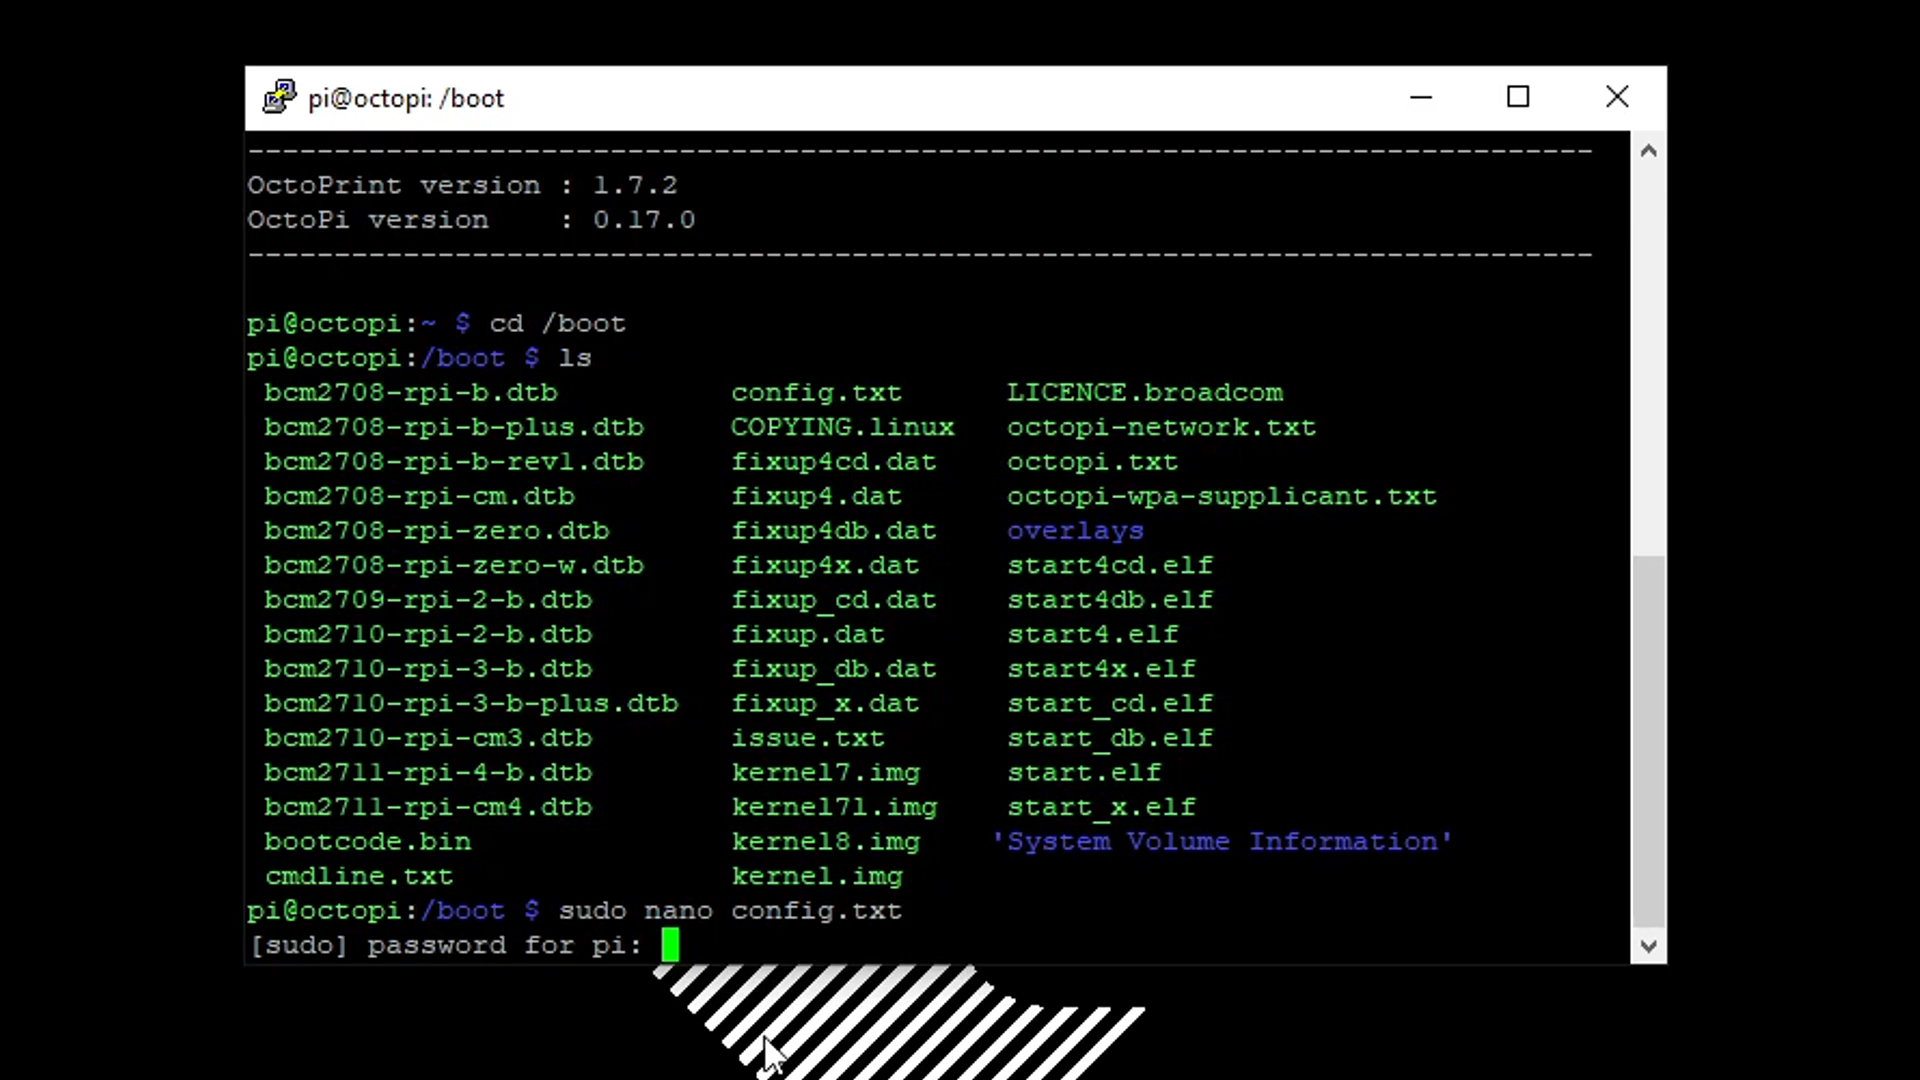 pi@octopi: /boot
--------------------------------------------------------------------------------
OctoPrint version : 1.7.2
OctoPi version    : 0.17.0
--------------------------------------------------------------------------------
pi@octopi:~ $ cd /boot
pi@octopi:/boot $ ls
bcm2708-rpi-b.dtb config.txt LICENCE.broadcom
bcm2708-rpi-b-plus.dtb COPYING.linux octopi-network.txt
bcm2708-rpi-b-rev1.dtb fixup4cd.dat octopi.txt
bcm2708-rpi-cm.dtb fixup4.dat octopi-wpa-supplicant.txt
bcm2708-rpi-zero.dtb fixup4db.dat overlays
bcm2708-rpi-zero-w.dtb fixup4x.dat start4cd.elf
bcm2709-rpi-2-b.dtb fixup_cd.dat start4db.elf
bcm2710-rpi-2-b.dtb fixup.dat start4.elf
bcm2710-rpi-3-b.dtb fixup_db.dat start4x.elf
bcm2710-rpi-3-b-plus.dtb fixup_x.dat start_cd.elf
bcm2710-rpi-cm3.dtb issue.txt start_db.elf
bcm2711-rpi-4-b.dtb kernel7.img start.elf
bcm2711-rpi-cm4.dtb kernel7l.img start_x.elf
bootcode.bin kernel8.img 'System Volume Information'
cmdline.txt kernel.img
pi@octopi:/boot $ sudo nano config.txt
[sudo] password for pi: